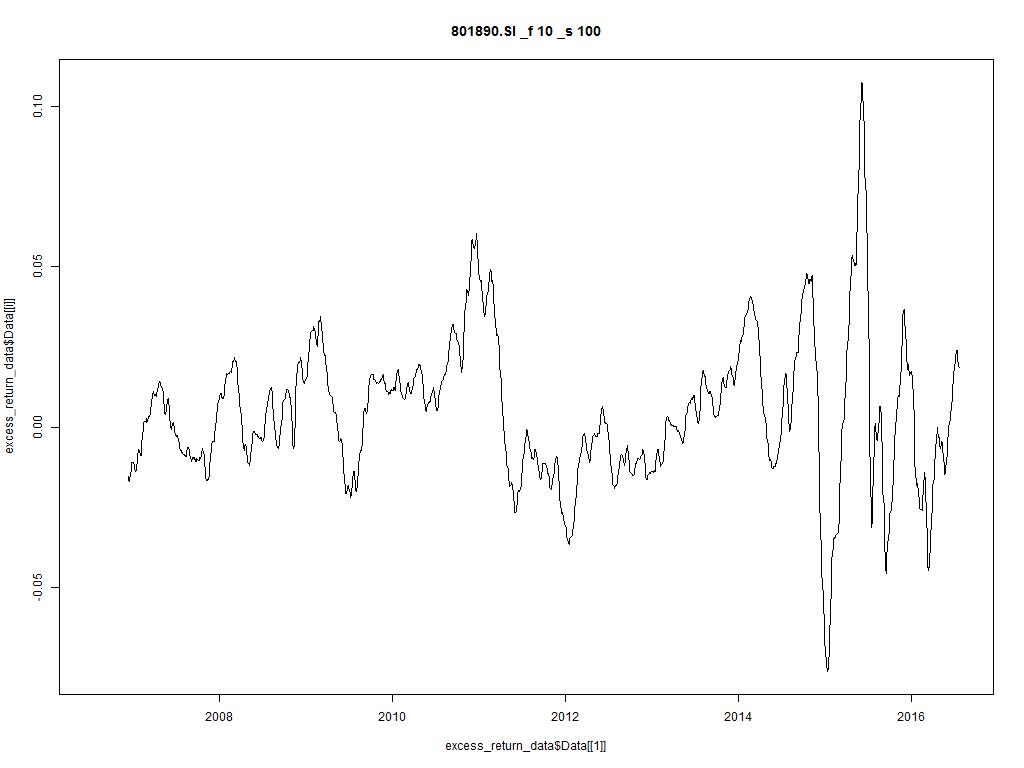 801890.SI _f 10 _s 100
excess_return_data$Data[[i]]
0.10
0.05
0.00
-0.05
2008 2010 2012 2014 2016
excess_return_data$Data[[1]]